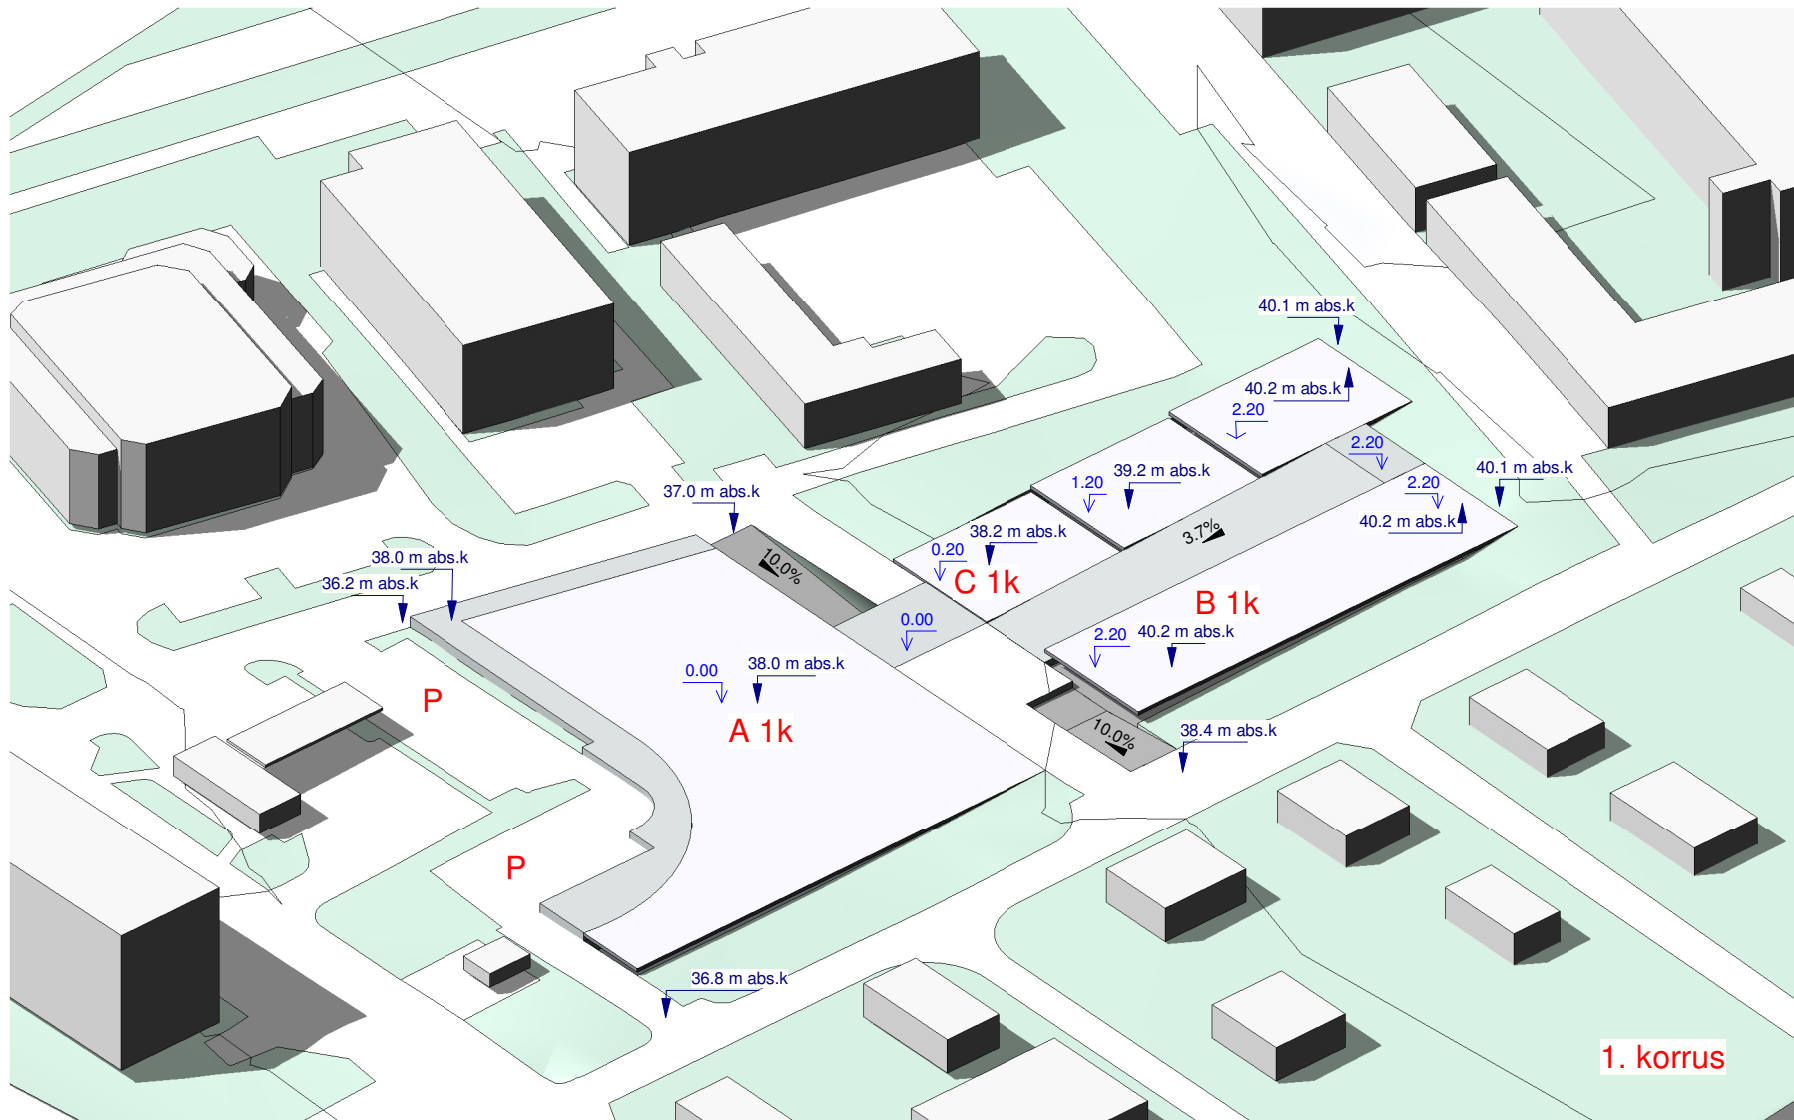 40.1 m abs.k
40.2 m abs.k
2.20
2.20
40.1 m abs.k
39.2 m abs.k
1.20
2.20
37.0 m abs.k
40.2 m abs.k
3.7%
38.2 m abs.k
0.20
C 1k
10.0%
38.0 m abs.k
36.2 m abs.k
B 1k
0.00
2.20
40.2 m abs.k
0.00
38.0 m abs.k
P
A 1k
10.0%
38.4 m abs.k
P
36.8 m abs.k
1. korrus